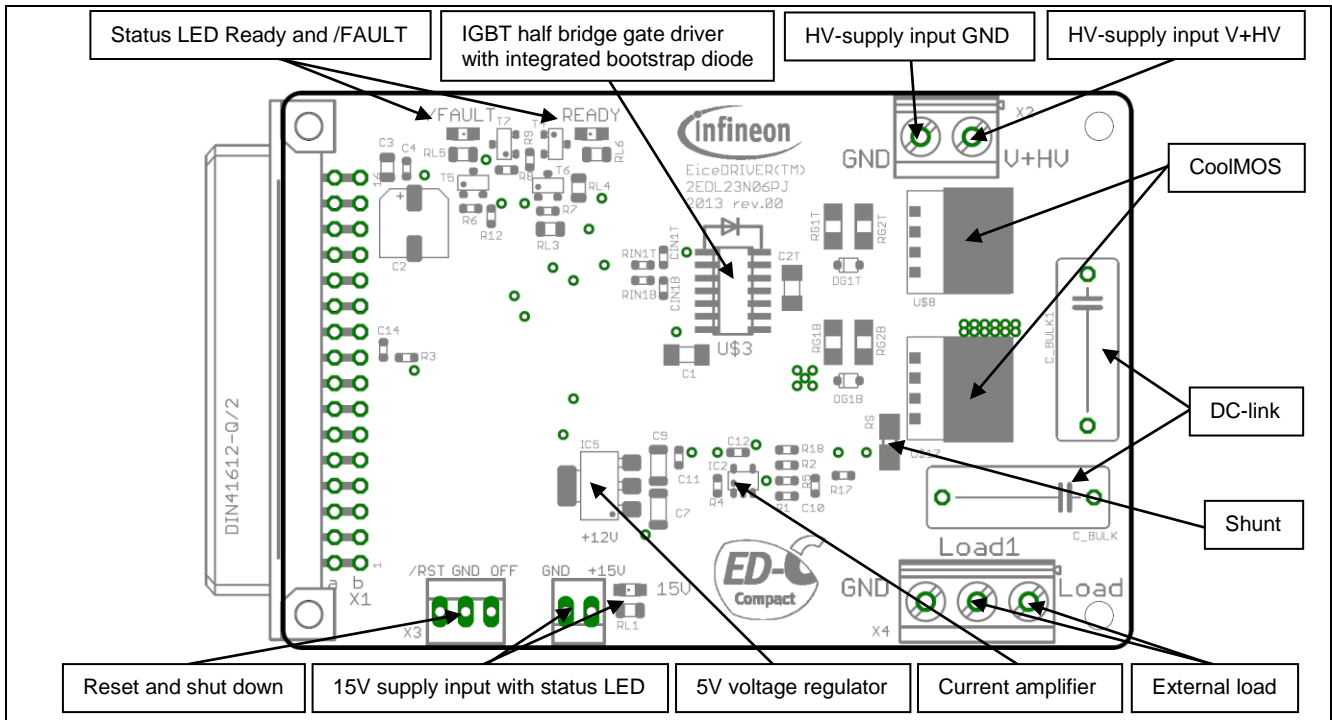 Status LED Ready and /FAULT
IGBT half bridge gate driver
with integrated bootstrap diode
HV-supply input GND
HV-supply input V+HV
/FAULT
T7
READY
R9
RL5
RL6
C3
C4
16
T5
R8
T6
RL4
R6
R12
R7
RL3
+
C2
infineon
EiceDRIVER(TM)
2EDL23N06PJ
2013 rev.00
X2
GND
V+HV
CoolMOS
RG1T
RG2T
DG1T
U$8
RIN1T
CIN1T
RIN1B
CIN1B
C2T
U$3
C1
C14
R3
RG1B
RG2B
DG1B
C_BULK1
RS
U$17
DC-link
DIN41612-Q/2
IC5
C9
C11
C7
+12V
C12
IC2
R4
R18
R2
R5
R1
C10
R17
C_BULK
Shunt
1
a b
X1
/RST GND OFF
X3
GND +15V
15V
RL1
ED-C
Compact
Load1
GND
Load
X4
Reset and shut down
15V supply input with status LED
5V voltage regulator
Current amplifier
External load